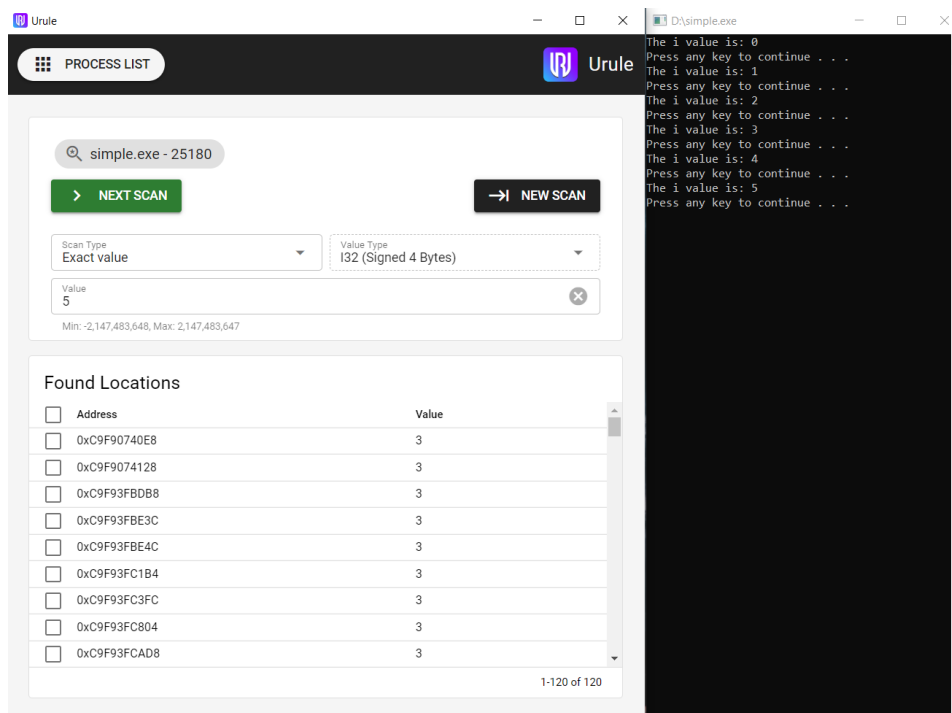 Urule
PROCESS LIST
Urule
simple.exe - 25180
NEXT SCAN
NEW SCAN
Scan Type
Exact value
Value Type
I32 (Signed 4 Bytes)
Value
5
Min: -2,147,483,648, Max: 2,147,483,647
Found Locations
Address Value
0xC9F90740E8 3
0xC9F9074128 3
0xC9F93FBDB8 3
0xC9F93FBE3C 3
0xC9F93FBE4C 3
0xC9F93FC1B4 3
0xC9F93FC3FC 3
0xC9F93FC804 3
0xC9F93FCAD8 3
1-120 of 120
D:\simple.exe
The i value is: 0
Press any key to continue . . .
The i value is: 1
Press any key to continue . . .
The i value is: 2
Press any key to continue . . .
The i value is: 3
Press any key to continue . . .
The i value is: 4
Press any key to continue . . .
The i value is: 5
Press any key to continue . . .